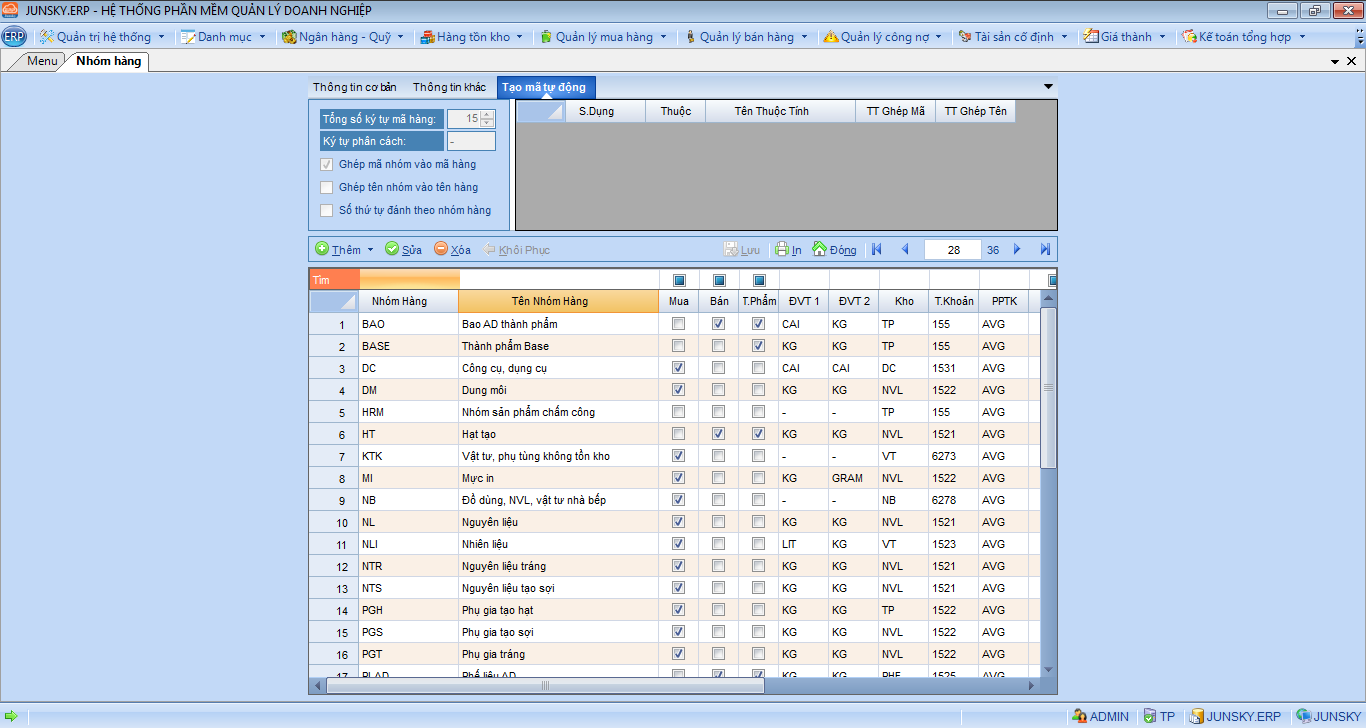 JUNSKY.ERP - HỆ THỐNG PHẦN MỀM QUẢN LÝ DOANH NGHIỆP
ERP Quản trị hệ thống Danh mục Ngân hàng - Quỹ Hàng tồn kho Quản lý mua hàng Quản lý bán hàng Quản lý công nợ Tài sản cố định Giá thành Kế toán tổng hợp
Menu Nhóm hàng
Thông tin cơ bản Thông tin khác Tạo mã tự động
Tổng số ký tự mã hàng: 15
Ký tự phân cách: -
Ghép mã nhóm vào mã hàng
Ghép tên nhóm vào tên hàng
Số thứ tự đánh theo nhóm hàng
S.Dụng Thuộc Tên Thuộc Tính TT Ghép Mã TT Ghép Tên
Thêm Sửa Xóa Khôi Phục Lưu In Đóng 28 36
Tìm
Nhóm Hàng Tên Nhóm Hàng Mua Bán T.Phẩm ĐVT 1 ĐVT 2 Kho T.Khoản PPTK
1 BAO Bao AD thành phẩm CAI KG TP 155 AVG
2 BASE Thành phẩm Base KG KG TP 155 AVG
3 DC Công cụ, dụng cụ CAI CAI DC 1531 AVG
4 DM Dung môi KG KG NVL 1522 AVG
5 HRM Nhóm sản phẩm chấm công - - TP 155 AVG
6 HT Hạt tạo KG KG NVL 1521 AVG
7 KTK Vật tư, phụ tùng không tồn kho - - VT 6273 AVG
8 MI Mực in KG GRAM NVL 1522 AVG
9 NB Đồ dùng, NVL, vật tư nhà bếp - - NB 6278 AVG
10 NL Nguyên liệu KG KG NVL 1521 AVG
11 NLI Nhiên liệu LIT KG VT 1523 AVG
12 NTR Nguyên liệu tráng KG KG NVL 1521 AVG
13 NTS Nguyên liệu tạo sợi KG KG NVL 1521 AVG
14 PGH Phụ gia tạo hạt KG KG TP 1522 AVG
15 PGS Phụ gia tạo sợi KG KG NVL 1522 AVG
16 PGT Phụ gia tráng KG KG NVL 1522 AVG
17 PLAD Phế liệu AD KG KG PHE 1525 AVG
ADMIN TP JUNSKY.ERP JUNSKY